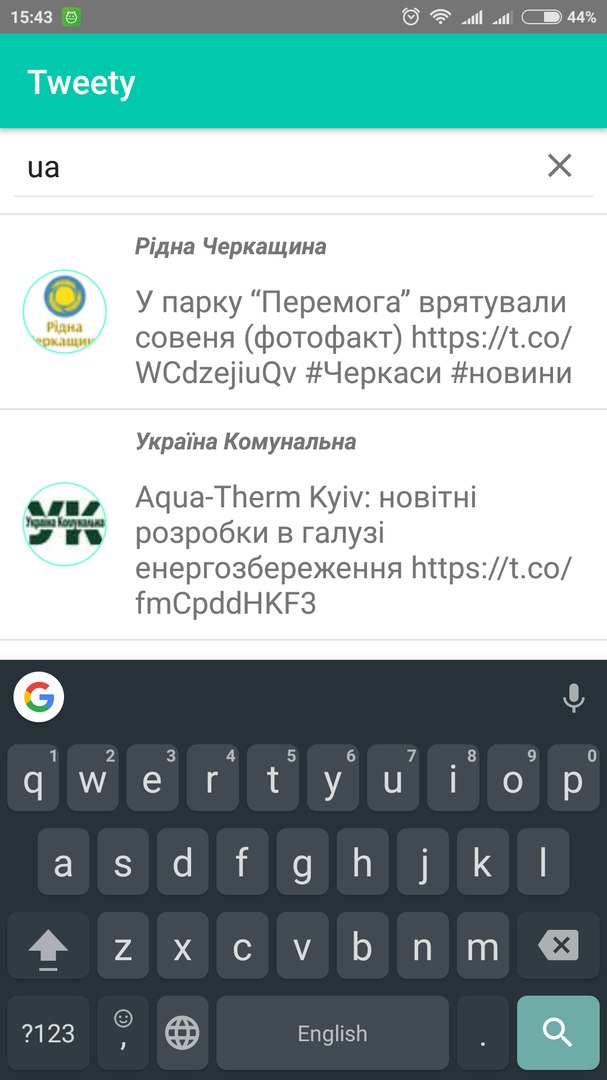 15:43 44%
Tweety
ua
Рідна Черкащина
Рідна
Черкащина
У парку “Перемога” врятували
совеня (фотофакт) https://t.co/
WCdzejiuQv #Черкаси #новини
Україна Комунальна
УК
Україна Комунальна
Aqua-Therm Kyiv: новітні
розробки в галузі
енергозбереження https://t.co/
fmCpddHKF3
G
1 2 3 4 5 6 7 8 9 0
q w e r t y u i o p
a s d f g h j k l
z x c v b n m
?123 , English .